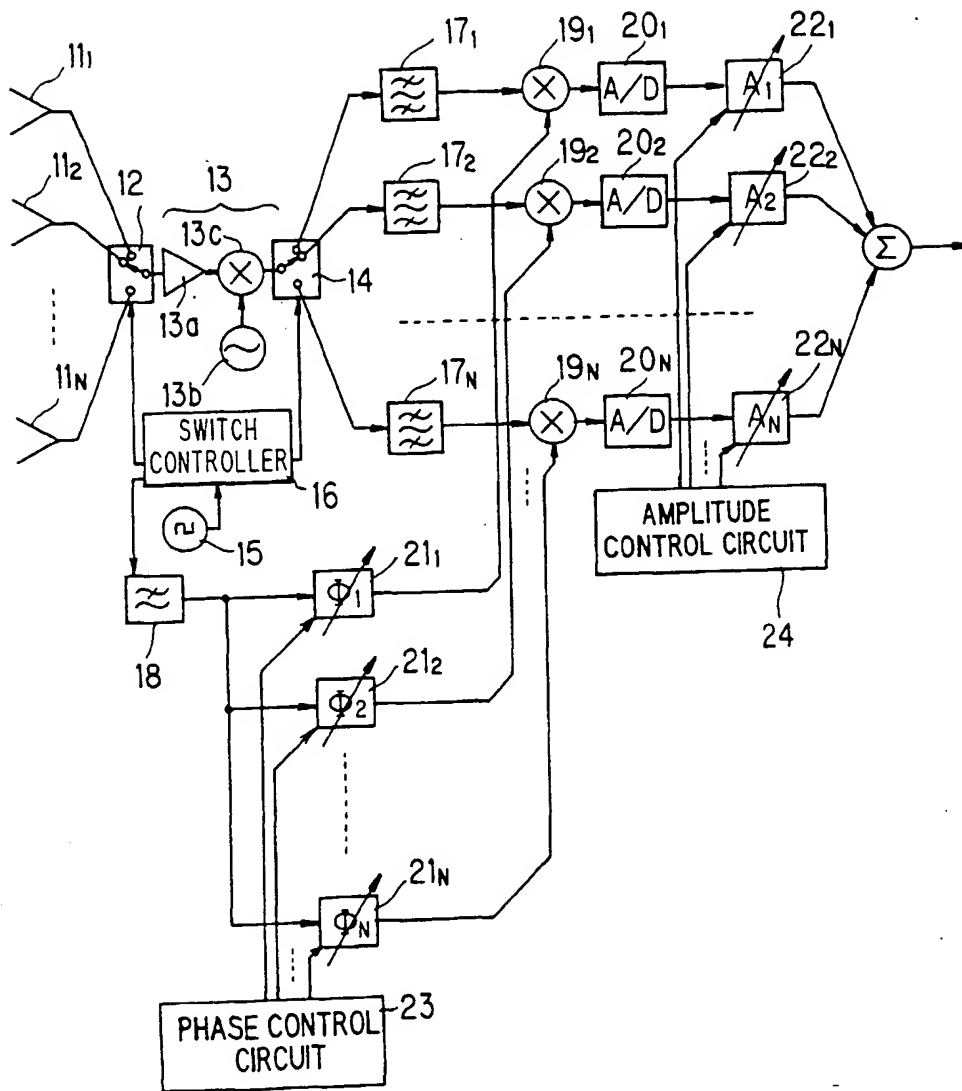 17₁ 19₁ 20₁ 22₁
11₁ A/D A₁
11₂ 12 13 17₂ 19₂ 20₂ 22₂
13c A/D A₂
Σ
13a 14
11N 13b 17N 19N 20N 22N
A/D AN
SWITCH
CONTROLLER
16
15
AMPLITUDE
CONTROL CIRCUIT
24
18
Φ₁ 21₁
Φ₂ 21₂
ΦN 21N
PHASE CONTROL
CIRCUIT
23